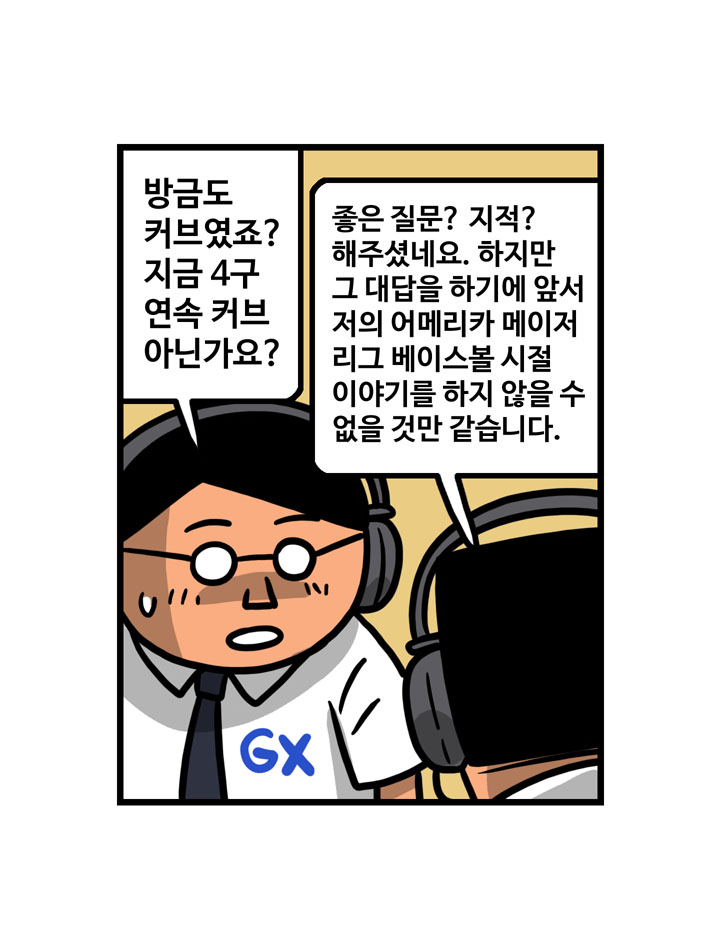 방금도
커브였죠?
지금 4구
연속 커브
아닌가요?
좋은 질문? 지적?
해주셨네요. 하지만
그 대답을 하기에 앞서
저의 어메리카 메이저
리그 베이스볼 시절
이야기를 하지 않을 수
없을 것만 같습니다.
GX